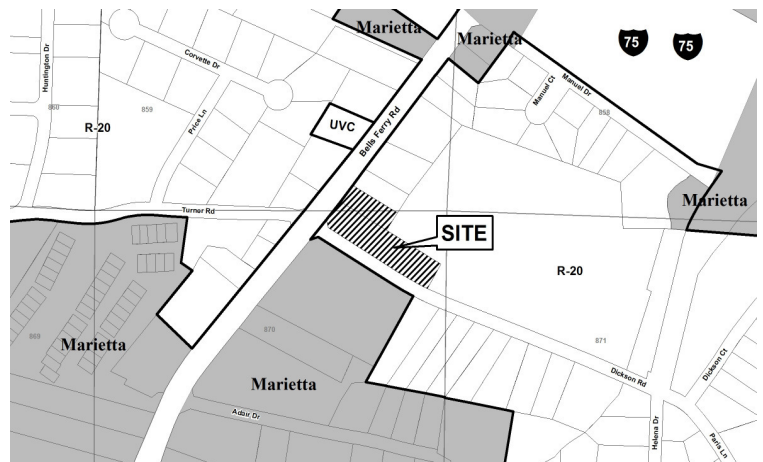 Marietta
Marietta
75
75
Huntington Dr
Corvette Dr
Manuel Dr
Manuel Ct
860
859
858
Price Ln
UVC
Bells Ferry Rd
R-20
Marietta
Turner Rd
SITE
R-20
869
870
871
Marietta
Marietta
Dickson Rd
Dickson Ct
Adair Dr
Helena Dr
Paris Ln